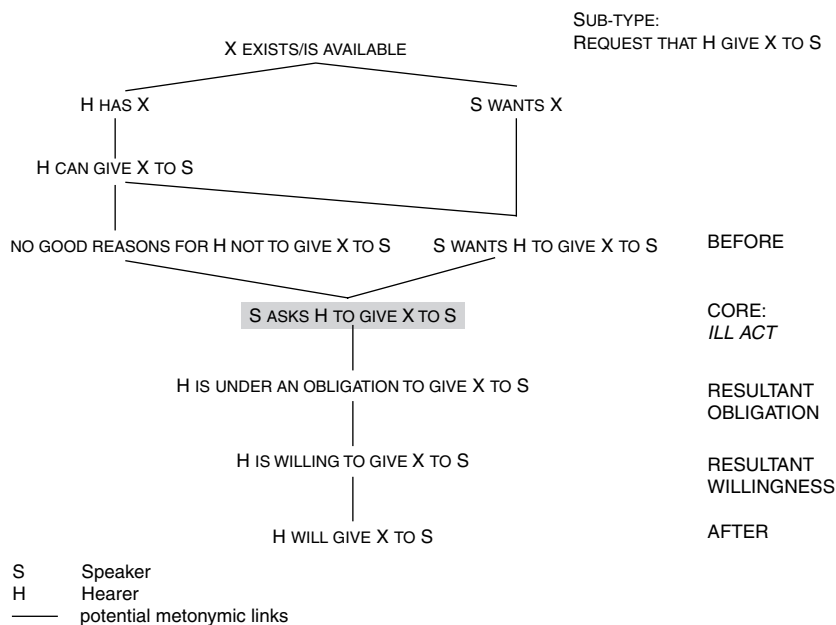 SUB-TYPE:
REQUEST THAT H GIVE X TO S
X EXISTS/IS AVAILABLE
H HAS X
S WANTS X
H CAN GIVE X TO S
NO GOOD REASONS FOR H NOT TO GIVE X TO S
S WANTS H TO GIVE X TO S
BEFORE
S ASKS H TO GIVE X TO S
CORE:
ILL ACT
H IS UNDER AN OBLIGATION TO GIVE X TO S
RESULTANT
OBLIGATION
H IS WILLING TO GIVE X TO S
RESULTANT
WILLINGNESS
H WILL GIVE X TO S
AFTER
S Speaker
H Hearer
potential metonymic links